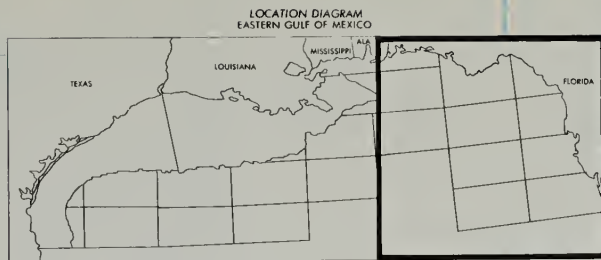 LOCATION DIAGRAM
EASTERN GULF OF MEXICO
MISSISSIPPI
ALA
LOUISIANA
TEXAS
FLORIDA